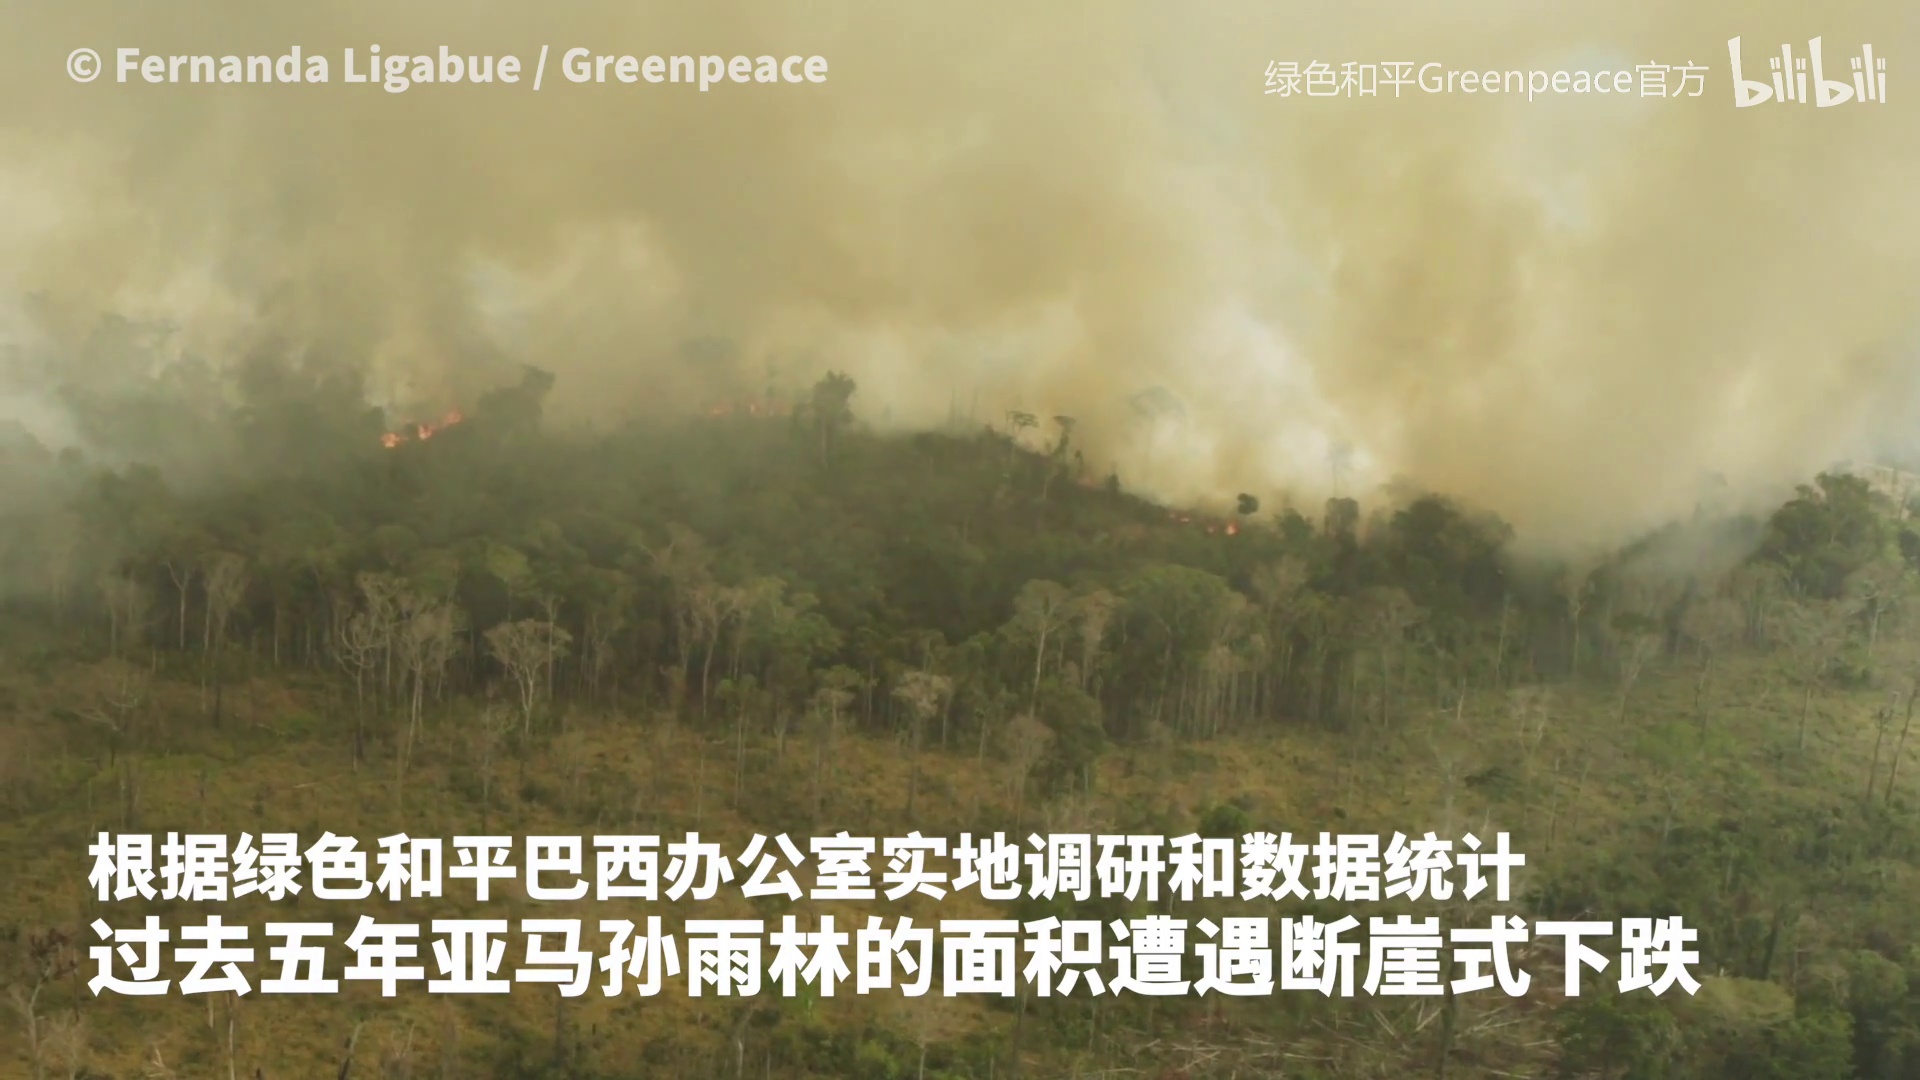 © Fernanda Ligabue / Greenpeace
绿色和平Greenpeace官方 bilibili
根据绿色和平巴西办公室实地调研和数据统计
过去五年亚马孙雨林的面积遭遇断崖式下跌